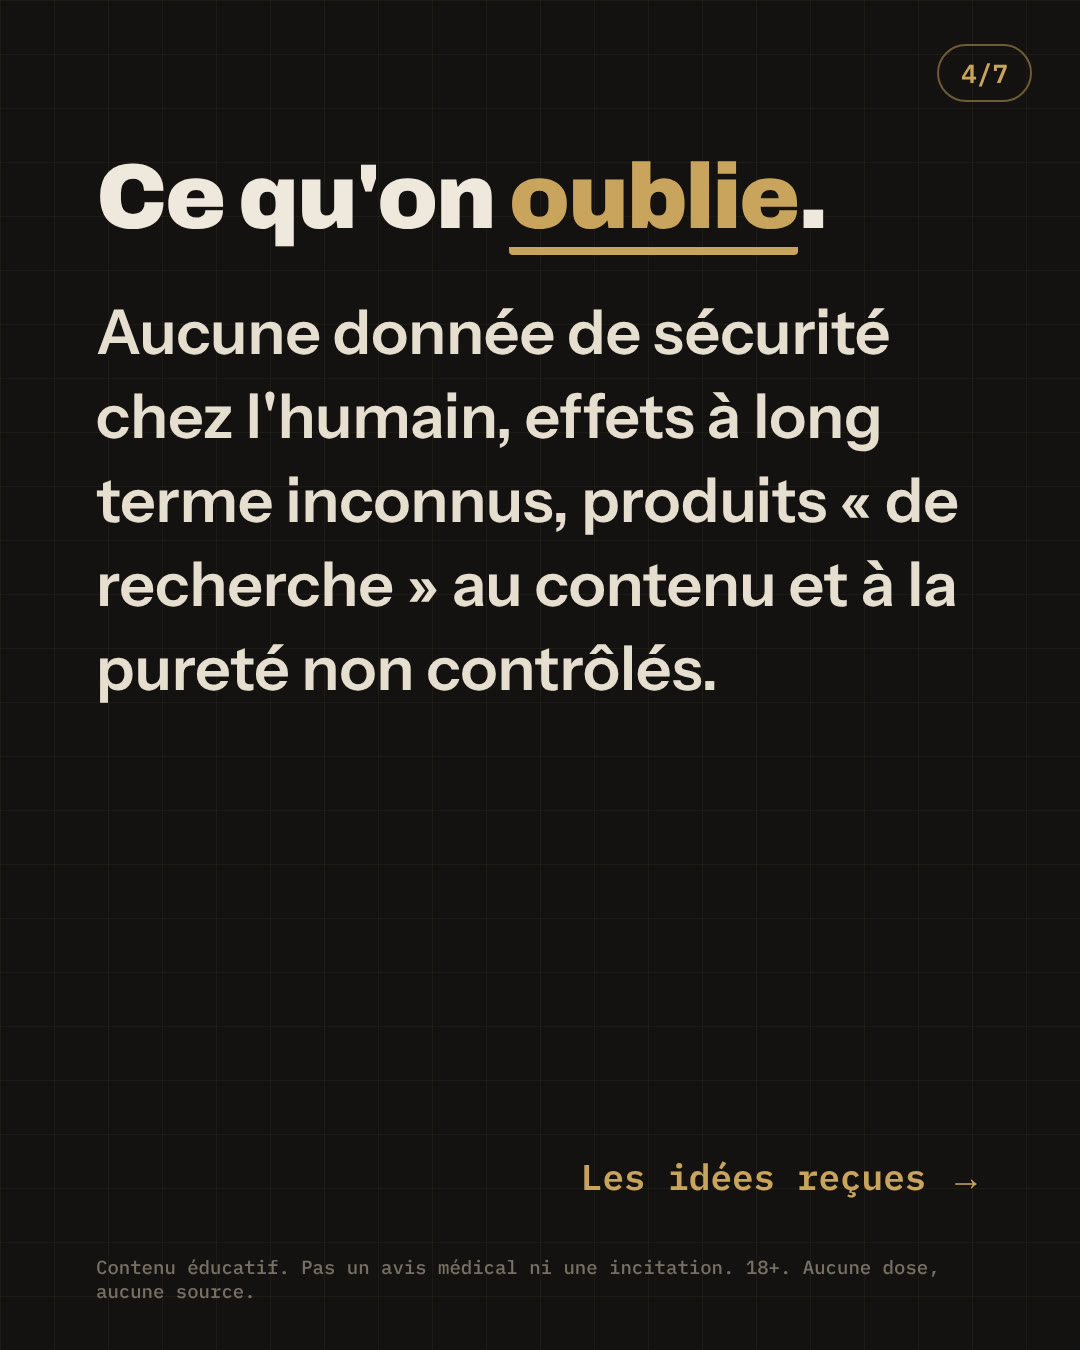 4/7
Ce qu'on oublie.
Aucune donnée de sécurité
chez l'humain, effets à long
terme inconnus, produits « de
recherche » au contenu et à la
pureté non contrôlés.
Les idées reçues →
Contenu éducatif. Pas un avis médical ni une incitation. 18+. Aucune dose,
aucune source.